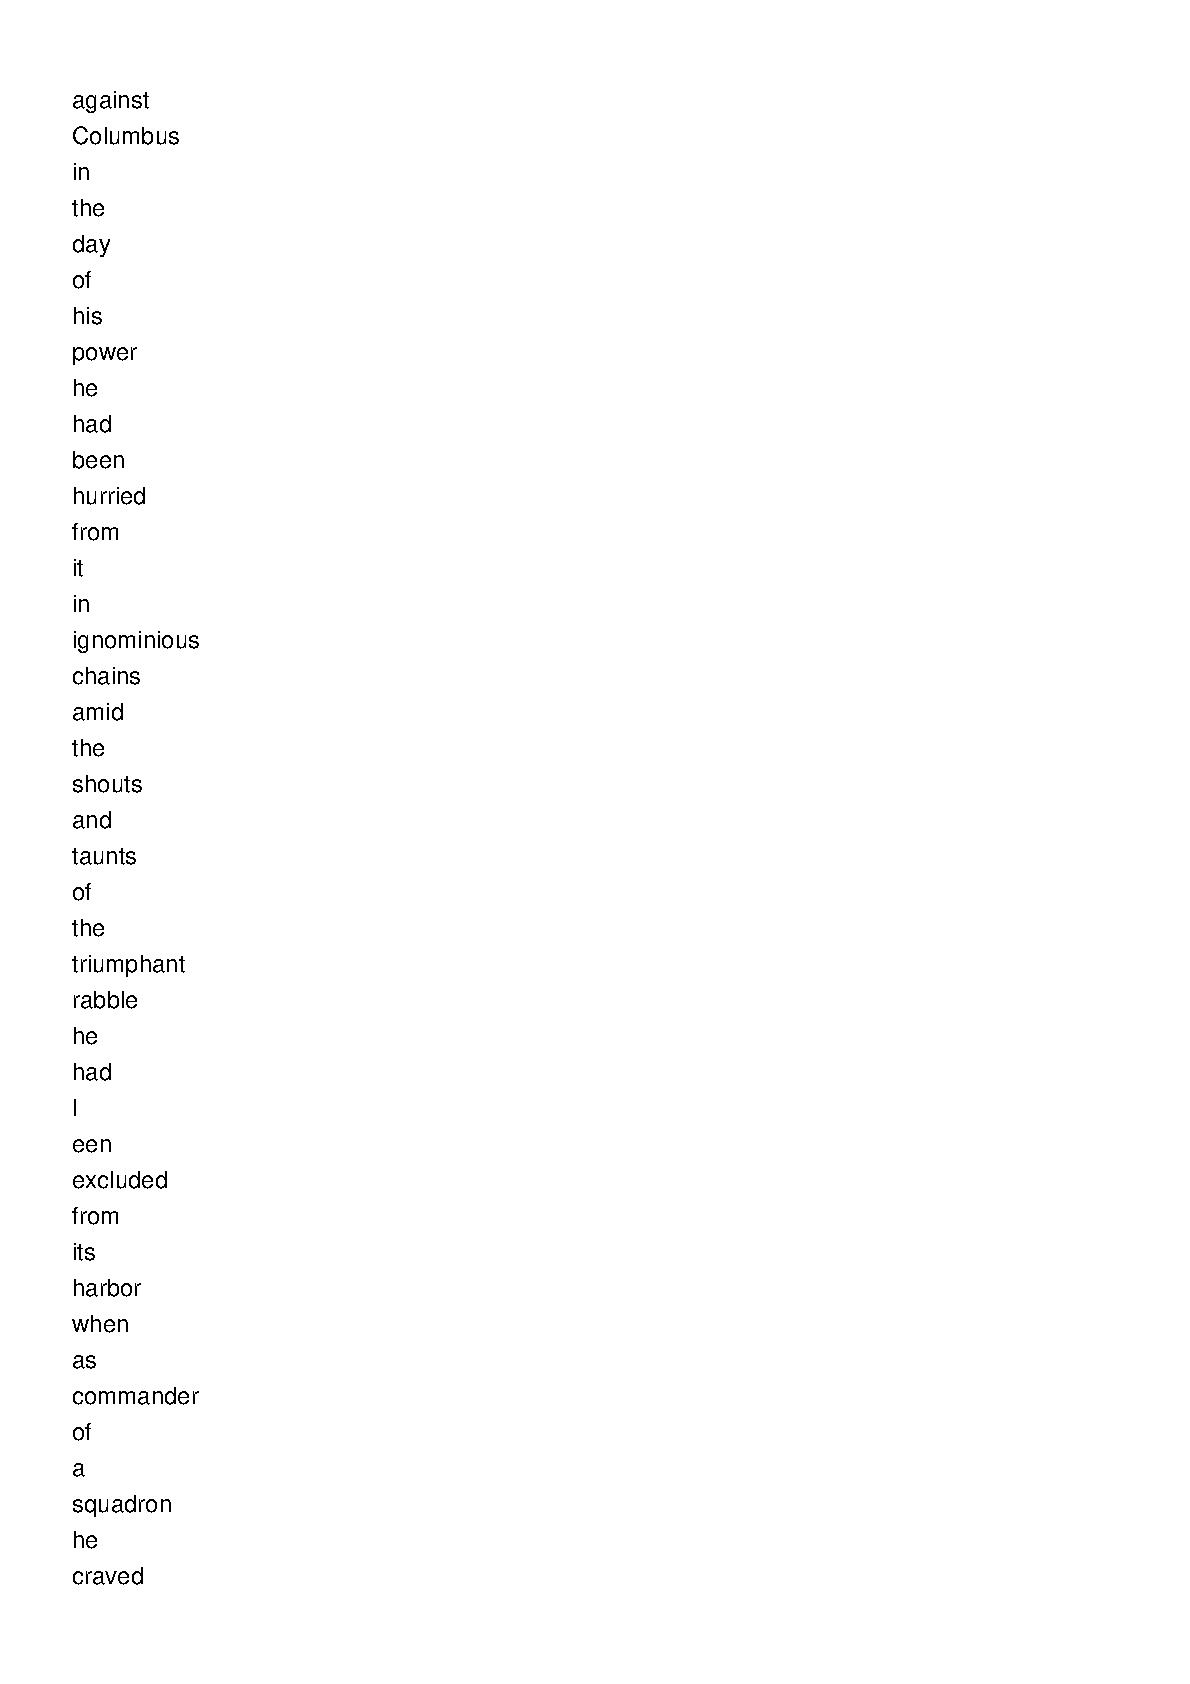 against
Columbus
in
the
day
of
his
power
he
had
been
hurried
from
it
in
ignominious
chains
amid
the
shouts
and
taunts
of
the
triumphant
rabble
he
had
l
een
excluded
from
its
harbor
when
as
commander
of
a
squadron
he
craved